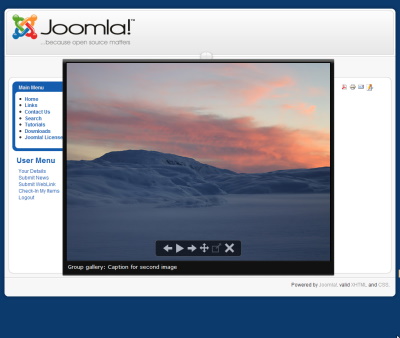 Joomla!™
...because open source matters
Main Menu
Home
Links
Contact Us
Search
Tutorials
Downloads
Joomla! License
User Menu
Your Details
Submit News
Submit WebLink
Check-In My Items
Logout
Group gallery: Caption for second image
Powered by Joomla!. valid XHTML and CSS.